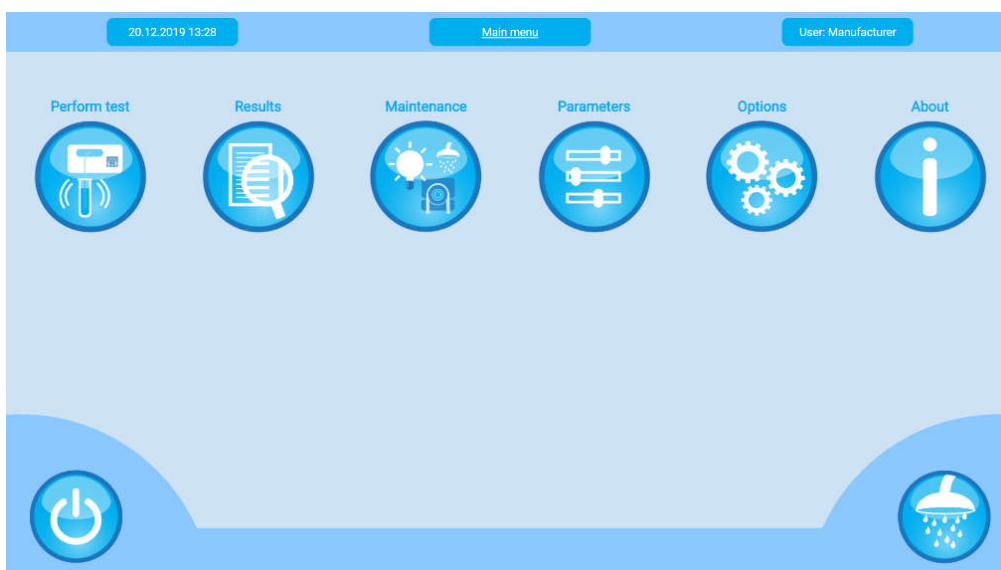 20.12.2019 13:28
Main menu
User: Manufacturer
Perform test
Results
Maintenance
Parameters
Options
About